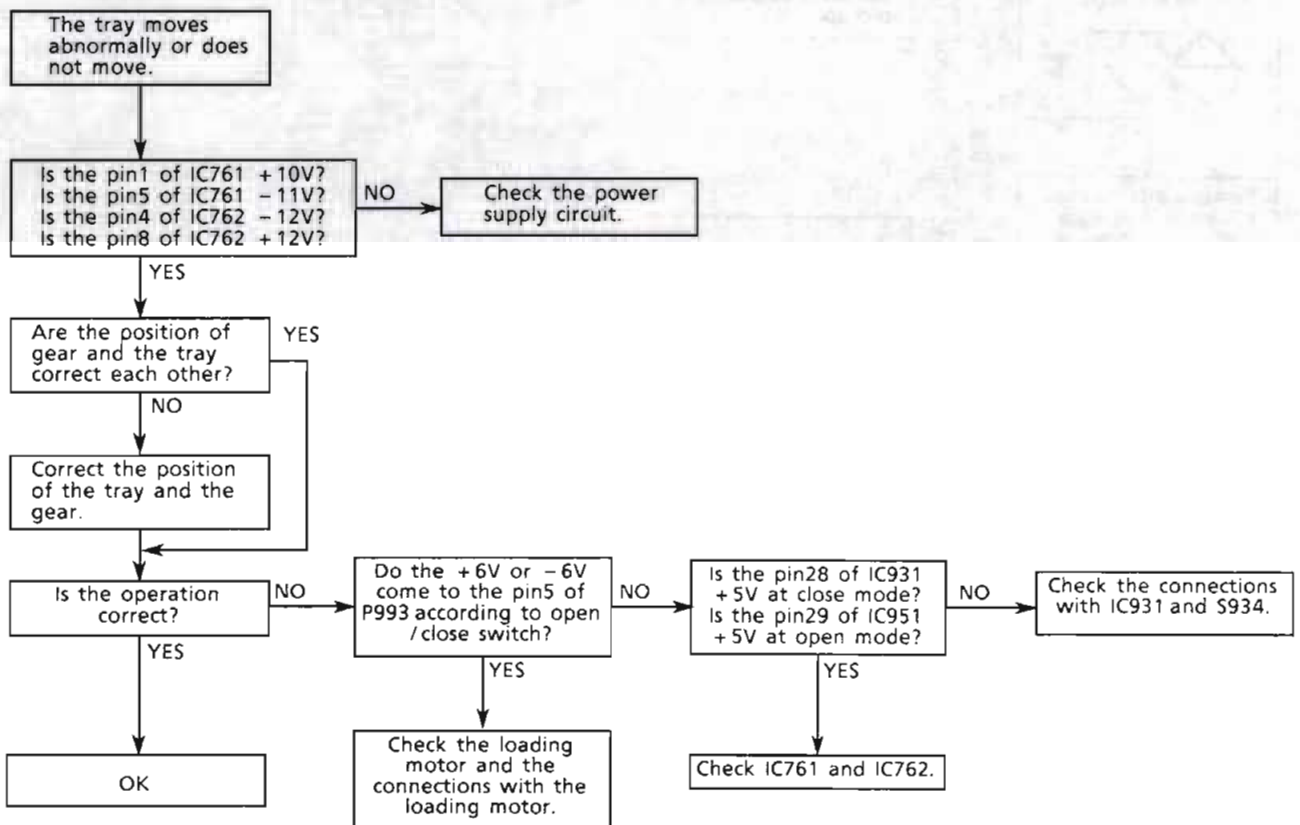 The tray moves
abnormally or does
not move.
Is the pin1 of IC761 +10V?
Is the pin5 of IC761 −11V?
Is the pin4 of IC762 −12V?
Is the pin8 of IC762 +12V?
NO
Check the power
supply circuit.
YES
Are the position of
gear and the tray
correct each other?
YES
NO
Correct the position
of the tray and the
gear.
Is the operation
correct?
NO
Do the +6V or −6V
come to the pin5 of
P993 according to open
/close switch?
NO
Is the pin28 of IC931
+5V at close mode?
Is the pin29 of IC951
+5V at open mode?
NO
Check the connections
with IC931 and S934.
YES
YES
YES
OK
Check the loading
motor and the
connections with the
loading motor.
Check IC761 and IC762.